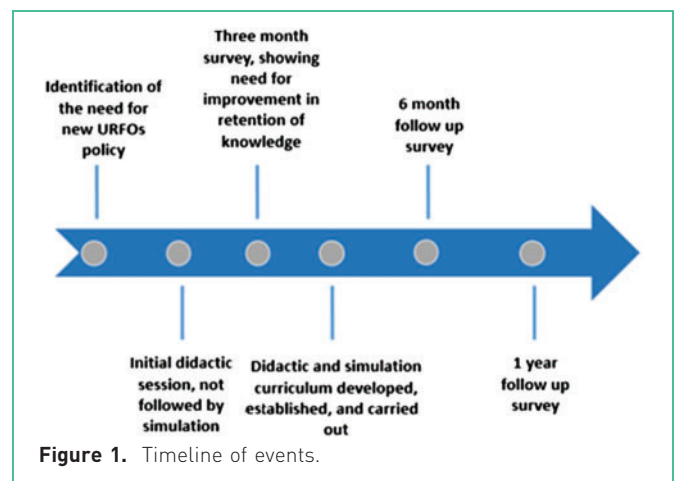 Identification of
the need for
new URFOs
policy
Three month
survey, showing
need for
improvement in
retention of
knowledge
6 month
follow up
survey
Initial didactic
session, not
followed by
simulation
Didactic and simulation
curriculum developed,
established, and carried
out
1 year
follow up
survey
Figure 1. Timeline of events.